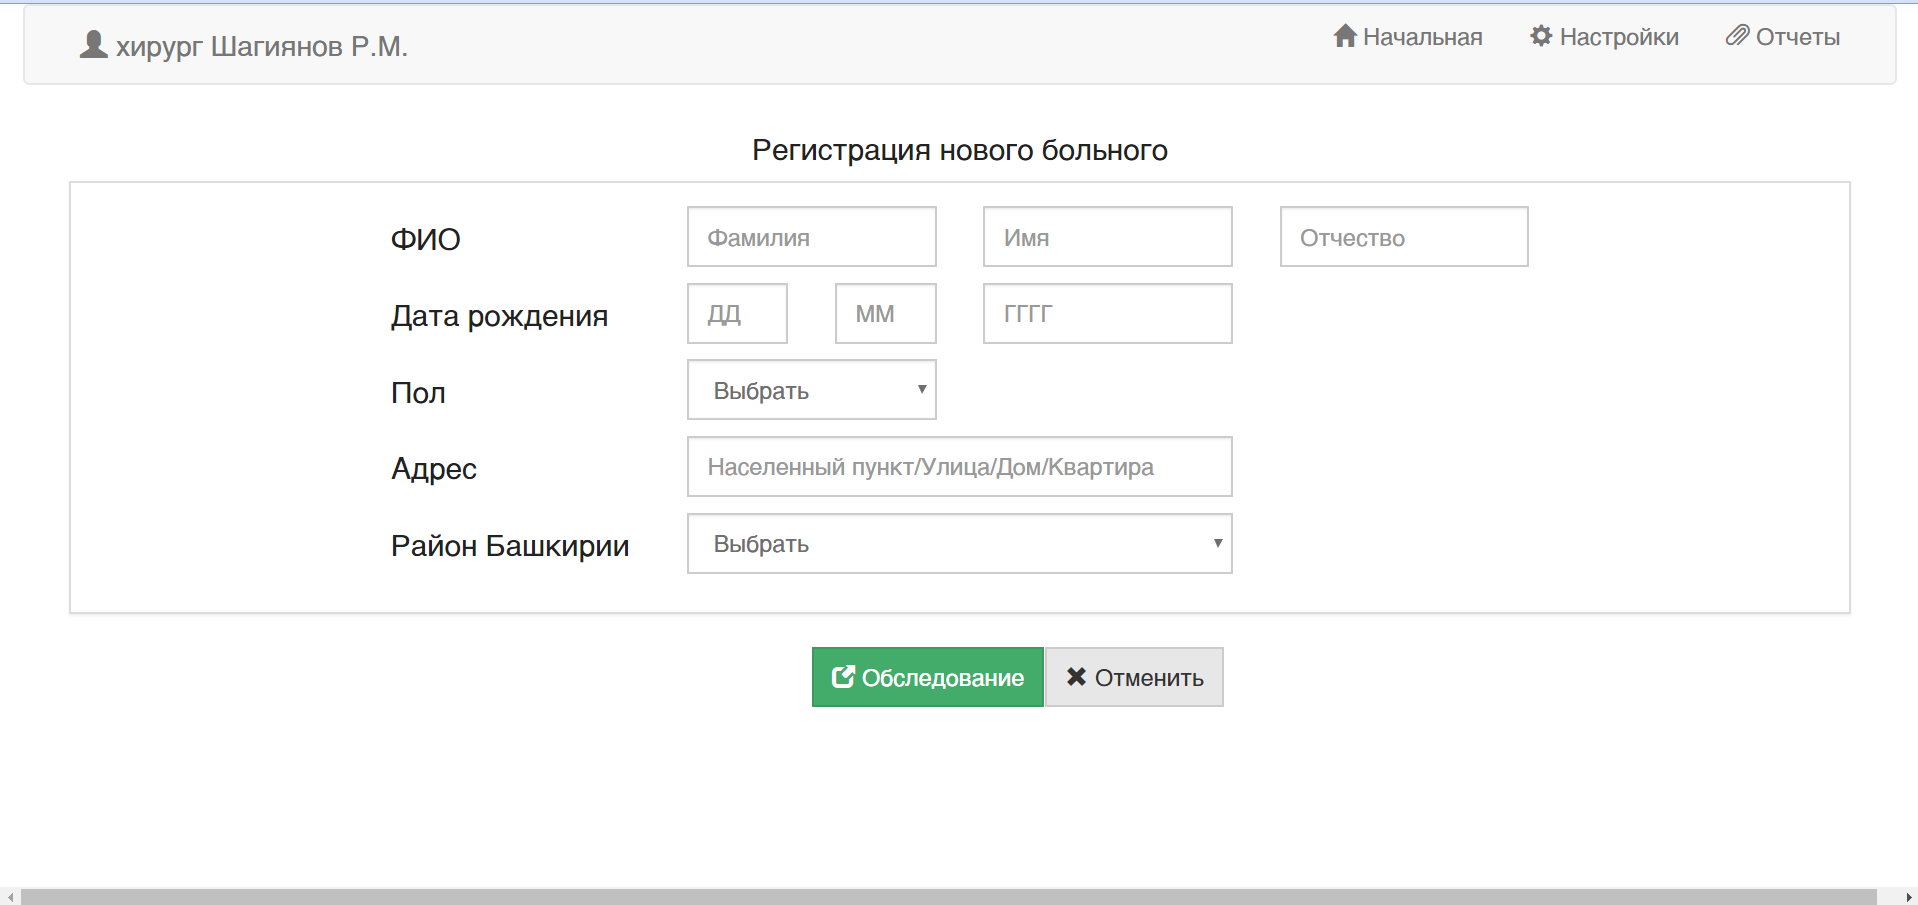 хирург Шагиянов Р.М.
Начальная Настройки Отчеты
Регистрация нового больного
ФИО Фамилия Имя Отчество
Дата рождения ДД ММ ГГГГ
Пол Выбрать
Адрес Населенный пункт/Улица/Дом/Квартира
Район Башкирии Выбрать
Обследование Отменить